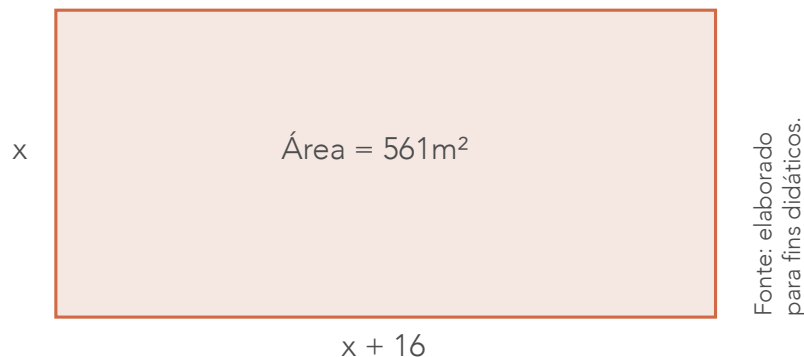 x
Área = 561m²
x + 16
Fonte: elaborado
para fins didáticos.